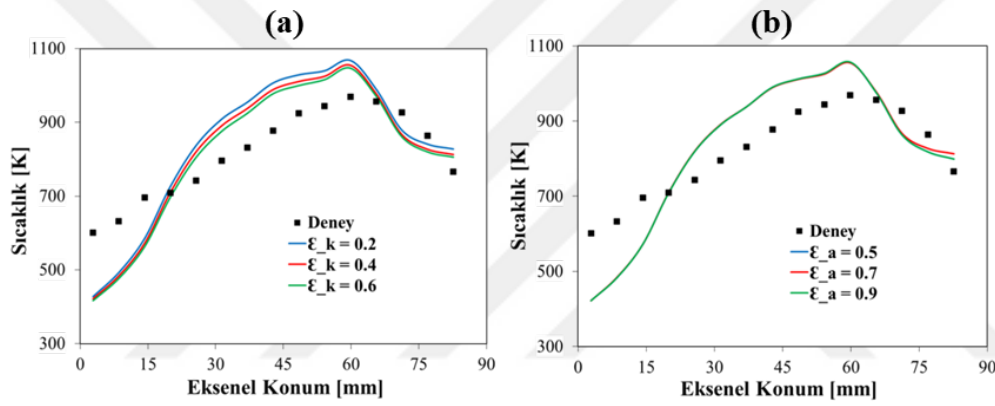 (a)
1100
900
700
500
300
Sıcaklık [K]
Deney
Ɛ_k = 0.2
Ɛ_k = 0.4
Ɛ_k = 0.6
0 15 30 45 60 75 90
Eksenel Konum [mm]
(b)
1100
900
700
500
300
Sıcaklık [K]
Deney
Ɛ_a = 0.5
Ɛ_a = 0.7
Ɛ_a = 0.9
0 15 30 45 60 75 90
Eksenel Konum [mm]